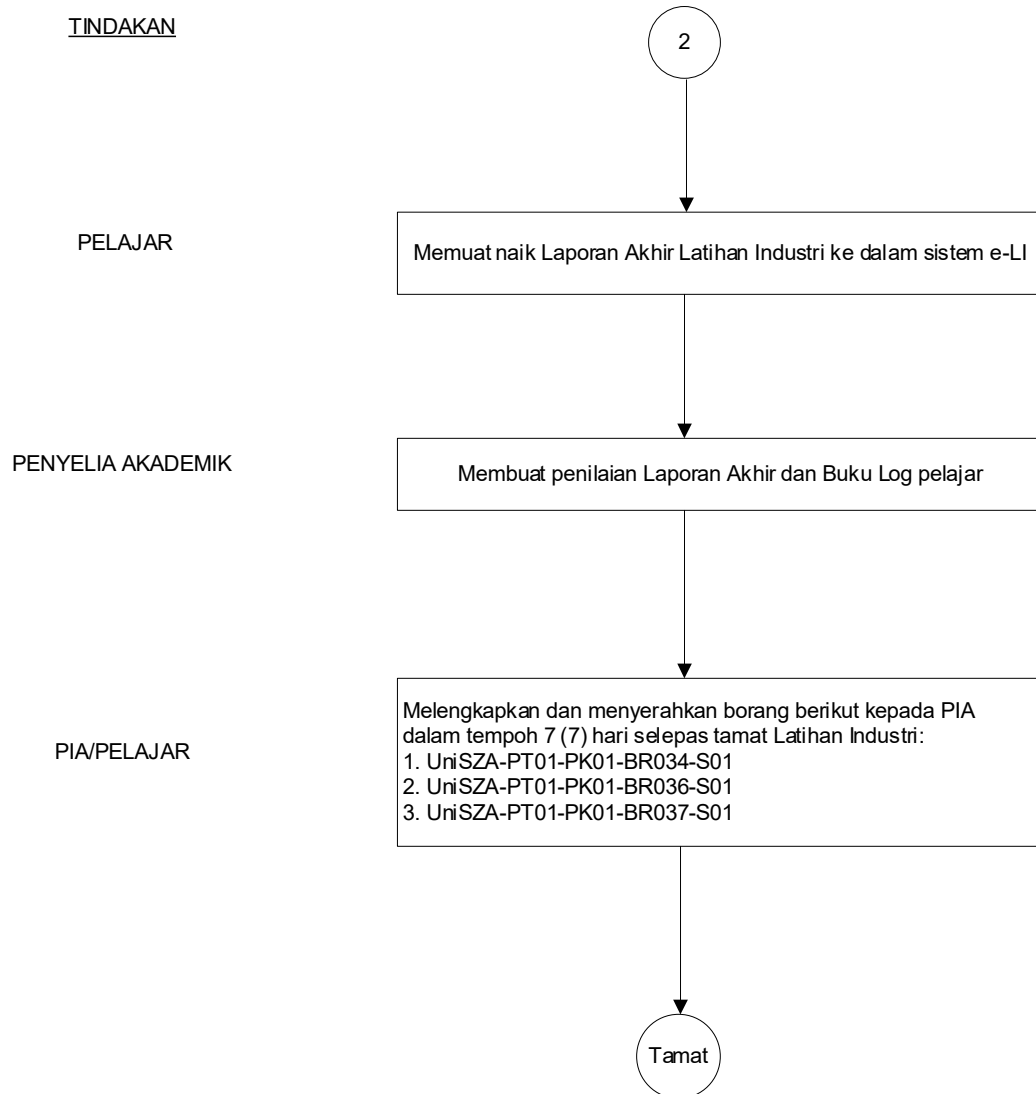 TINDAKAN
2
PELAJAR
Memuat naik Laporan Akhir Latihan Industri ke dalam sistem e-LI
PENYELIA AKADEMIK
Membuat penilaian Laporan Akhir dan Buku Log pelajar
PIA/PELAJAR
Melengkapkan dan menyerahkan borang berikut kepada PIA
dalam tempoh 7 (7) hari selepas tamat Latihan Industri:
1. UniSZA-PT01-PK01-BR034-S01
2. UniSZA-PT01-PK01-BR036-S01
3. UniSZA-PT01-PK01-BR037-S01
Tamat